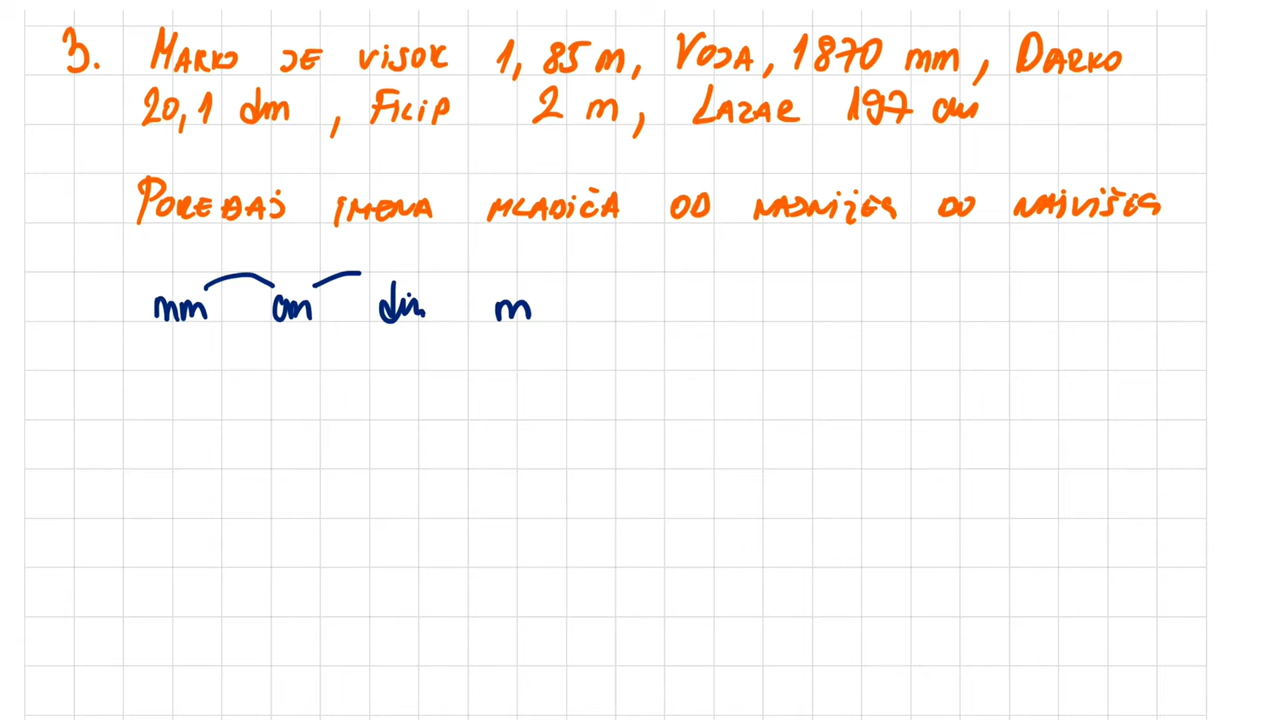 3. MARKO JE VISOK 1,85 m, VOJA, 1870 mm, DARKO
20,1 dm, FILIP 2 m, LAZAR 197 cm
POREĐAJ IMENA MLADIĆA OD NAJNIŽEG DO NAJVIŠEG
mm cm dm m